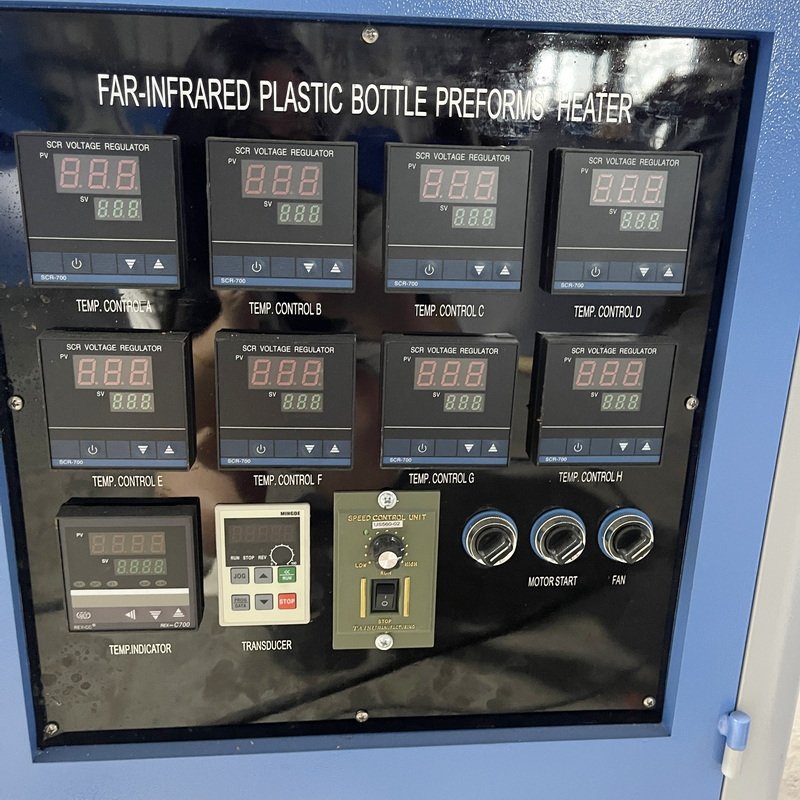 FAR-INFRARED PLASTIC BOTTLE PREFORMS HEATER
SCR VOLTAGE REGULATOR
PV
SV
SCR-700
TEMP. CONTROL A
SCR VOLTAGE REGULATOR
PV
SV
SCR-700
TEMP. CONTROL B
SCR VOLTAGE REGULATOR
PV
SV
SCR-700
TEMP. CONTROL C
SCR VOLTAGE REGULATOR
PV
SV
SCR-700
TEMP. CONTROL D
SCR VOLTAGE REGULATOR
PV
SV
SCR-700
TEMP. CONTROL E
SCR VOLTAGE REGULATOR
PV
SV
SCR-700
TEMP. CONTROL F
SCR VOLTAGE REGULATOR
PV
SV
SCR-700
TEMP. CONTROL G
SCR VOLTAGE REGULATOR
PV
SV
SCR-700
TEMP. CONTROL H
PV
SV
REX-C700
TEMP.INDICATOR
RUN STOP REV
JOG
RUN
PROG
DATA
STOP
TRANSDUCER
SPEED CONTROL UNIT
US560-02
LOW HIGH
RUN
STOP
MOTOR START
FAN